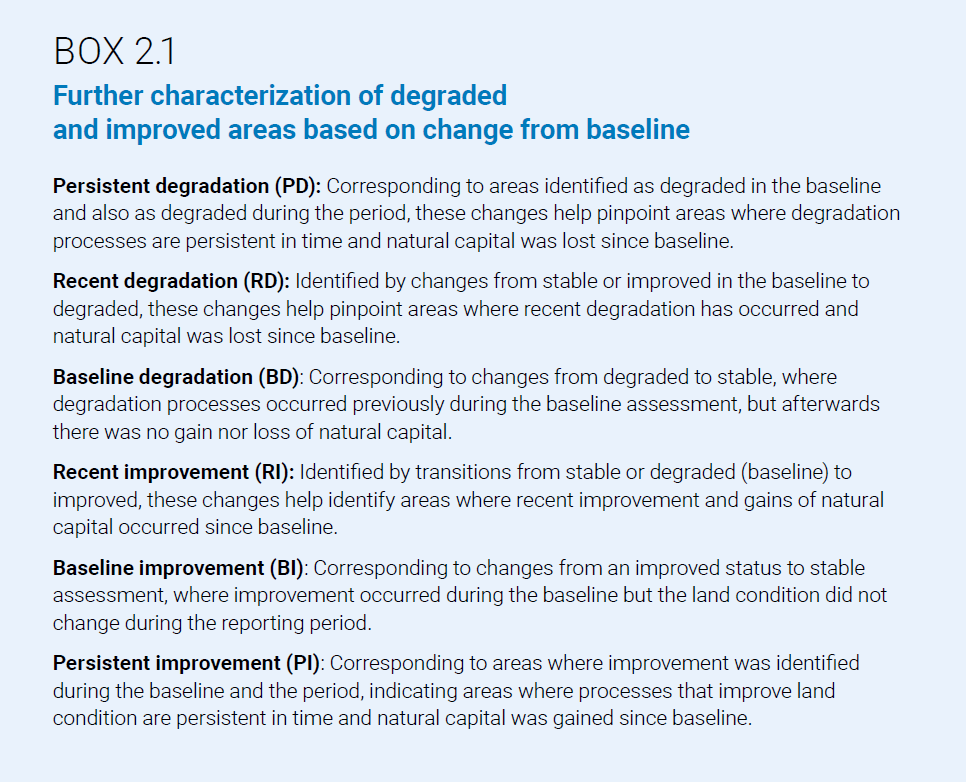 BOX 2.1
Further characterization of degraded
and improved areas based on change from baseline
Persistent degradation (PD): Corresponding to areas identified as degraded in the baseline
and also as degraded during the period, these changes help pinpoint areas where degradation
processes are persistent in time and natural capital was lost since baseline.
Recent degradation (RD): Identified by changes from stable or improved in the baseline to
degraded, these changes help pinpoint areas where recent degradation has occurred and
natural capital was lost since baseline.
Baseline degradation (BD): Corresponding to changes from degraded to stable, where
degradation processes occurred previously during the baseline assessment, but afterwards
there was no gain nor loss of natural capital.
Recent improvement (RI): Identified by transitions from stable or degraded (baseline) to
improved, these changes help identify areas where recent improvement and gains of natural
capital occurred since baseline.
Baseline improvement (BI): Corresponding to changes from an improved status to stable
assessment, where improvement occurred during the baseline but the land condition did not
change during the reporting period.
Persistent improvement (PI): Corresponding to areas where improvement was identified
during the baseline and the period, indicating areas where processes that improve land
condition are persistent in time and natural capital was gained since baseline.